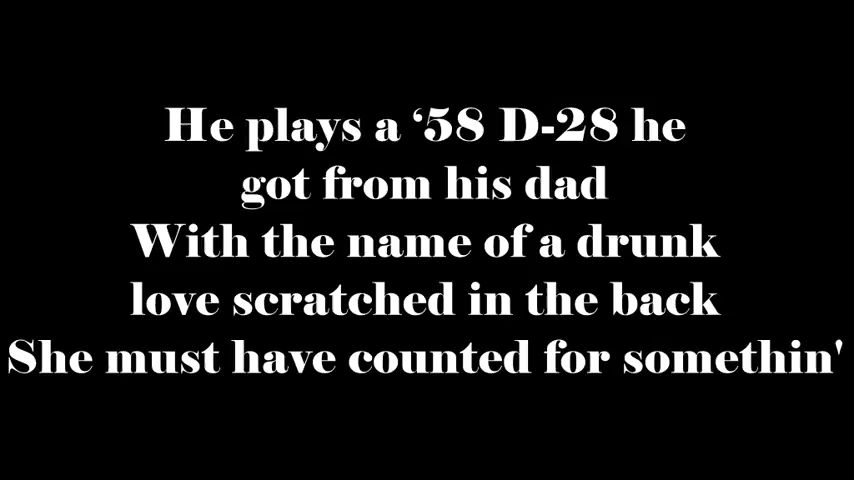 He plays a ‘58 D-28 he
got from his dad
With the name of a drunk
love scratched in the back
She must have counted for somethin'